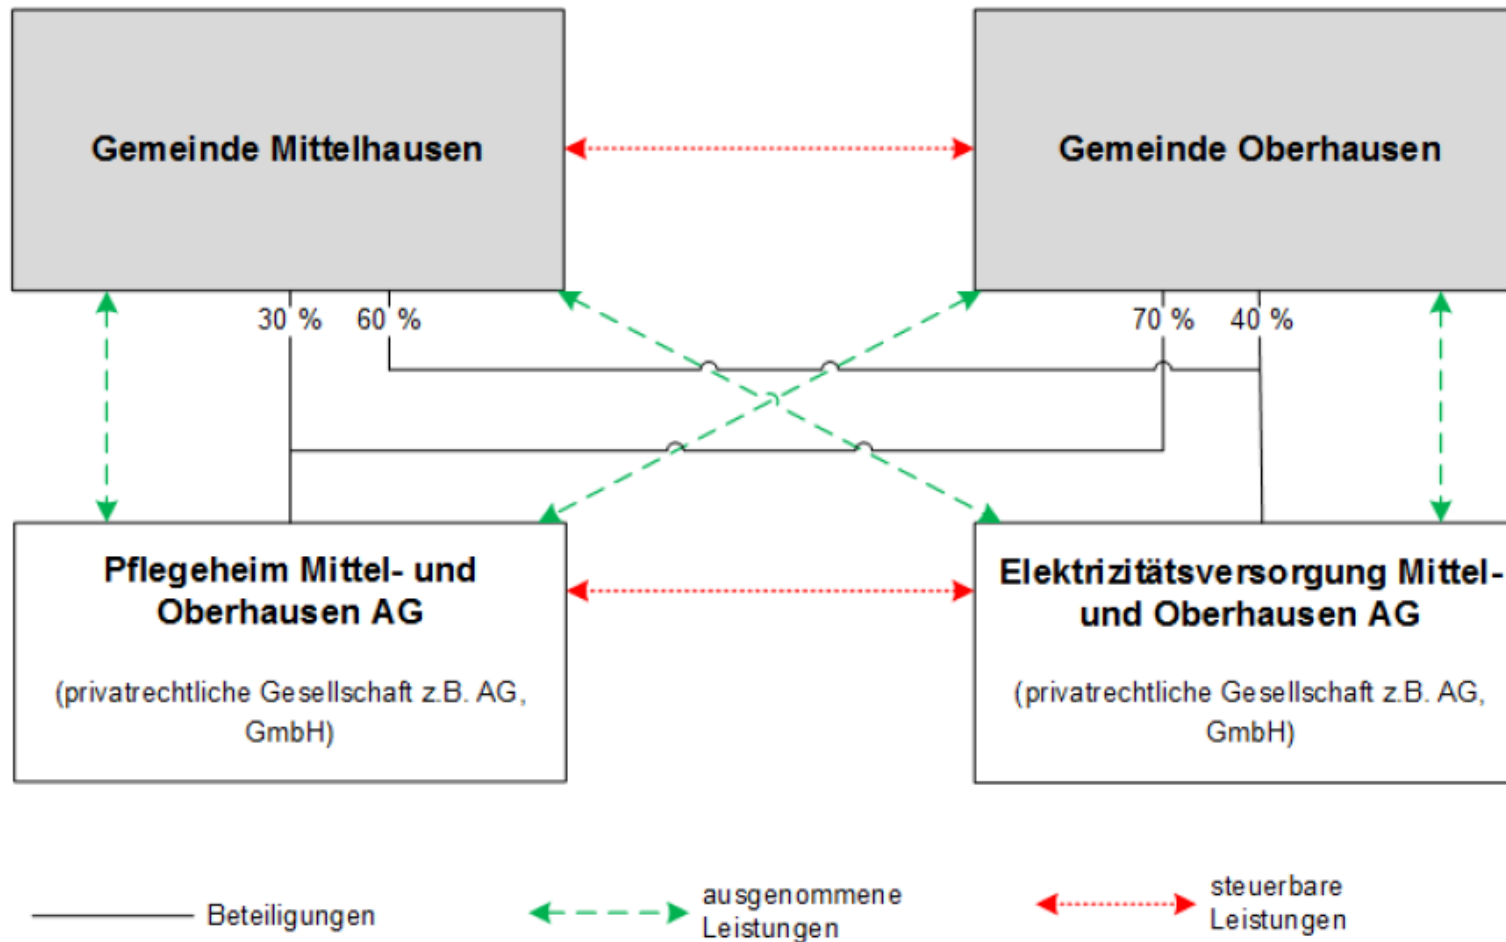 Gemeinde Mittelhausen
Gemeinde Oberhausen
30 %
60 %
70 %
40 %
Pflegeheim Mittel- und
Oberhausen AG
(privatrechtliche Gesellschaft z.B. AG,
GmbH)
Elektrizitätsversorgung Mittel-
und Oberhausen AG
(privatrechtliche Gesellschaft z.B. AG,
GmbH)
Beteiligungen
ausgenommene
Leistungen
steuerbare
Leistungen